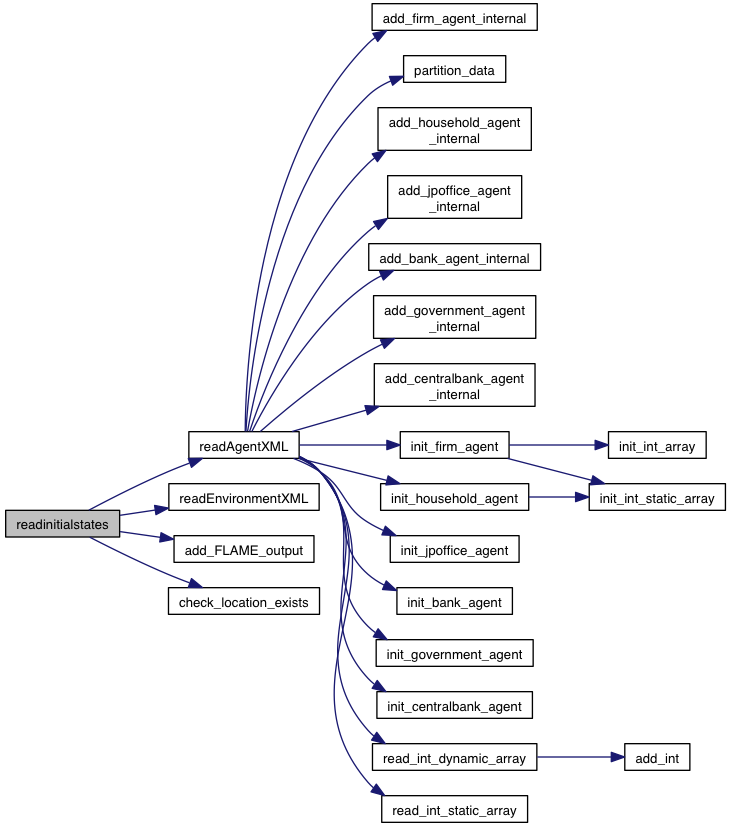 add_firm_agent_internal
partition_data
add_household_agent
_internal
add_jpoffice_agent
_internal
add_bank_agent_internal
add_government_agent
_internal
add_centralbank_agent
_internal
readAgentXML
init_firm_agent
init_int_array
readEnvironmentXML
init_household_agent
init_int_static_array
readinitialstates
add_FLAME_output
init_jpoffice_agent
check_location_exists
init_bank_agent
init_government_agent
init_centralbank_agent
read_int_dynamic_array
add_int
read_int_static_array